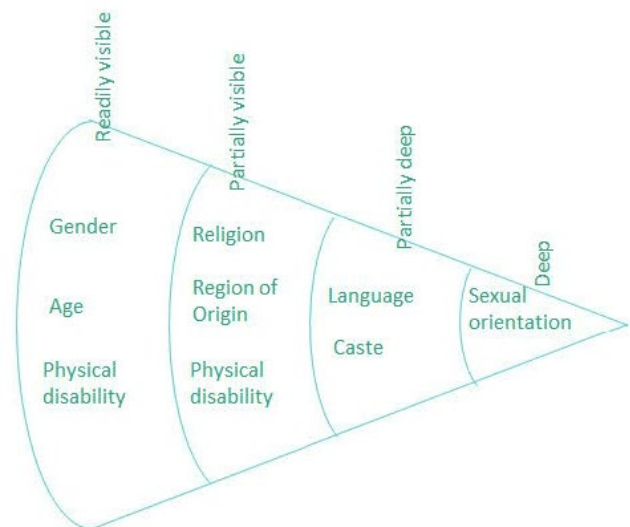 Readily visible
Partially visible
Partially deep
Deep
Gender
Age
Physical
disability
Religion
Region of
Origin
Physical
disability
Language
Caste
Sexual
orientation